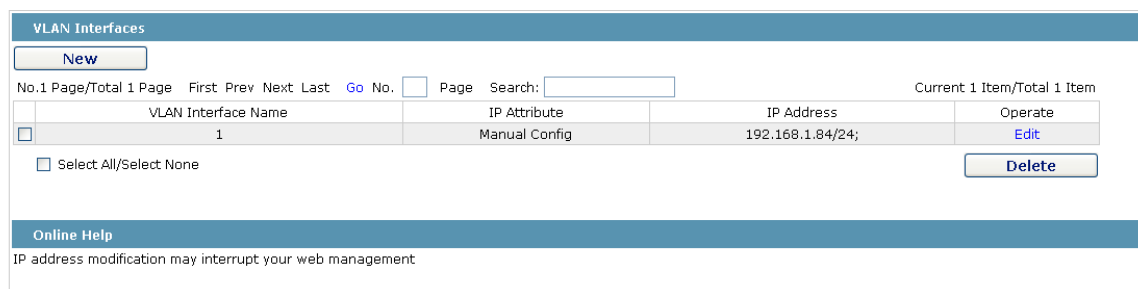 VLAN Interfaces
New
No.1 Page/Total 1 Page First Prev Next Last Go No. Page Search: Current 1 Item/Total 1 Item
VLAN Interface Name IP Attribute IP Address Operate
1 Manual Config 192.168.1.84/24; Edit
Select All/Select None Delete
Online Help
IP address modification may interrupt your web management